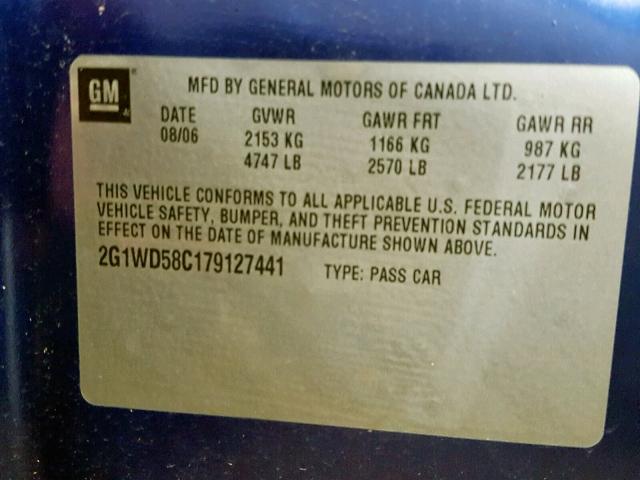 GM
MFD BY GENERAL MOTORS OF CANADA LTD.
DATE GVWR GAWR FRT GAWR RR
08/06 2153 KG 1166 KG 987 KG
4747 LB 2570 LB 2177 LB
THIS VEHICLE CONFORMS TO ALL APPLICABLE U.S. FEDERAL MOTOR
VEHICLE SAFETY, BUMPER, AND THEFT PREVENTION STANDARDS IN
EFFECT ON THE DATE OF MANUFACTURE SHOWN ABOVE.
2G1WD58C179127441 TYPE: PASS CAR